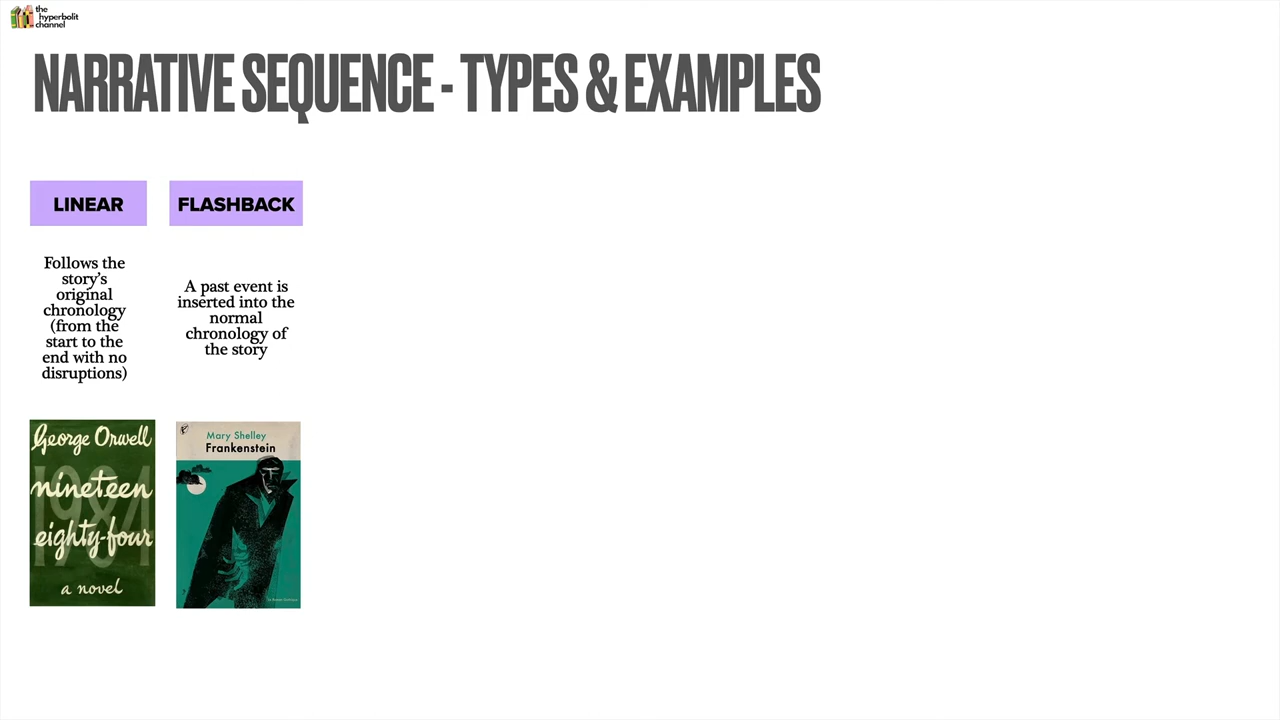 the
hyperbolit
channel
NARRATIVE SEQUENCE - TYPES & EXAMPLES
LINEAR
Follows the
story's
original
chronology
(from the
start to the
end with no
disruptions)
FLASHBACK
A past event is
inserted into the
normal
chronology of
the story
George Orwell
1984
nineteen
eighty-four
a novel
Mary Shelley
Frankenstein